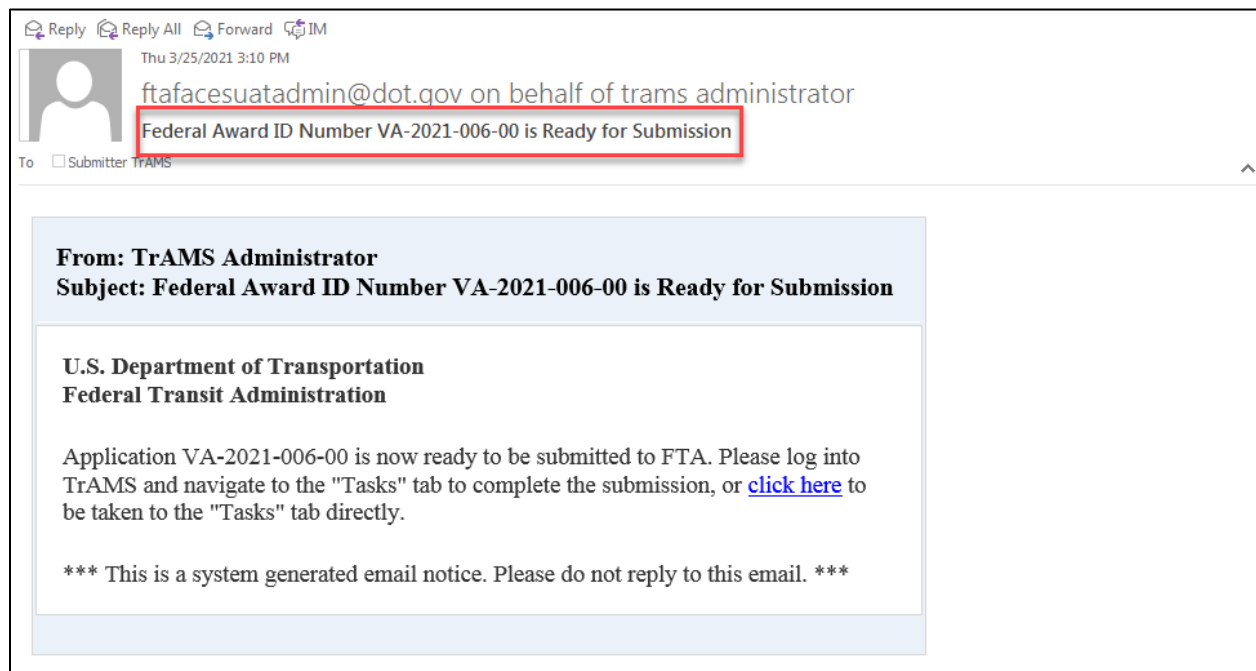 Reply Reply All Forward IM
Thu 3/25/2021 3:10 PM
ftafacesuatadmin@dot.gov on behalf of trams administrator
Federal Award ID Number VA-2021-006-00 is Ready for Submission
To Submitter TrAMS
From: TrAMS Administrator
Subject: Federal Award ID Number VA-2021-006-00 is Ready for Submission
U.S. Department of Transportation
Federal Transit Administration
Application VA-2021-006-00 is now ready to be submitted to FTA. Please log into
TrAMS and navigate to the "Tasks" tab to complete the submission, or click here to
be taken to the "Tasks" tab directly.
*** This is a system generated email notice. Please do not reply to this email. ***